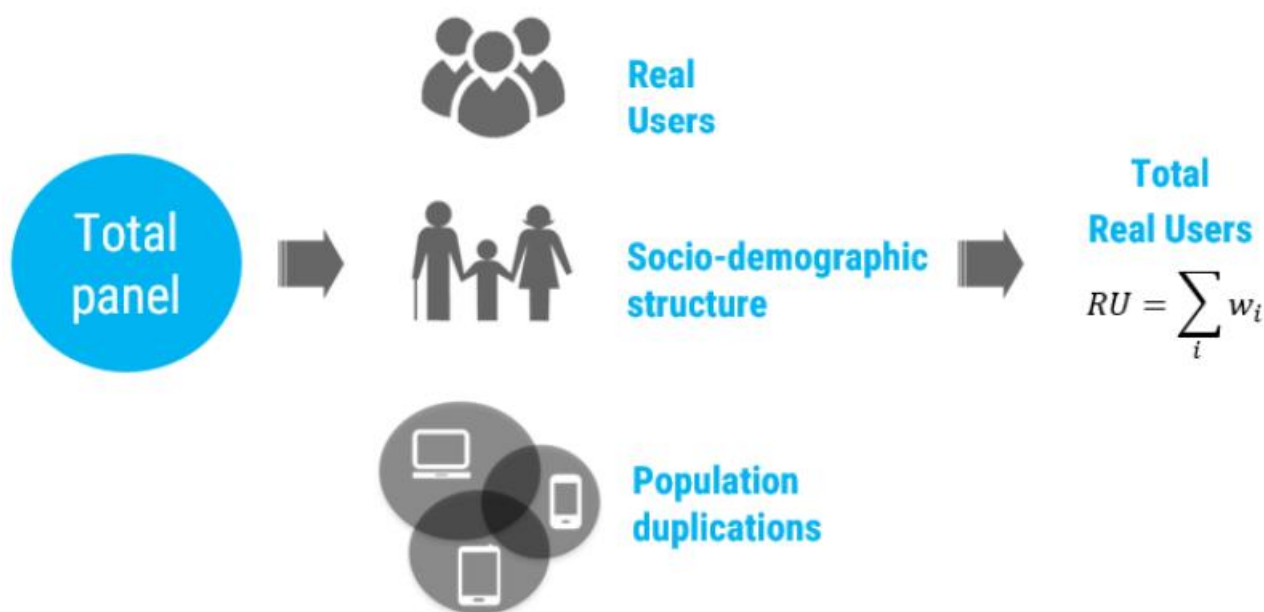 Total
panel
Real
Users
Socio-demographic
structure
Population
duplications
Total
Real Users
RU = ∑ w_i
i